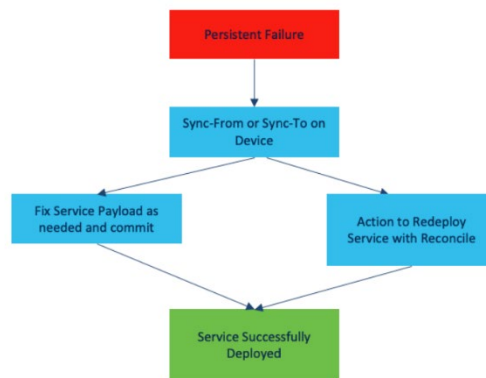 Persistent Failure
Sync-From or Sync-To on
Device
Fix Service Payload as
needed and commit
Action to Redeploy
Service with Reconcile
Service Successfully
Deployed